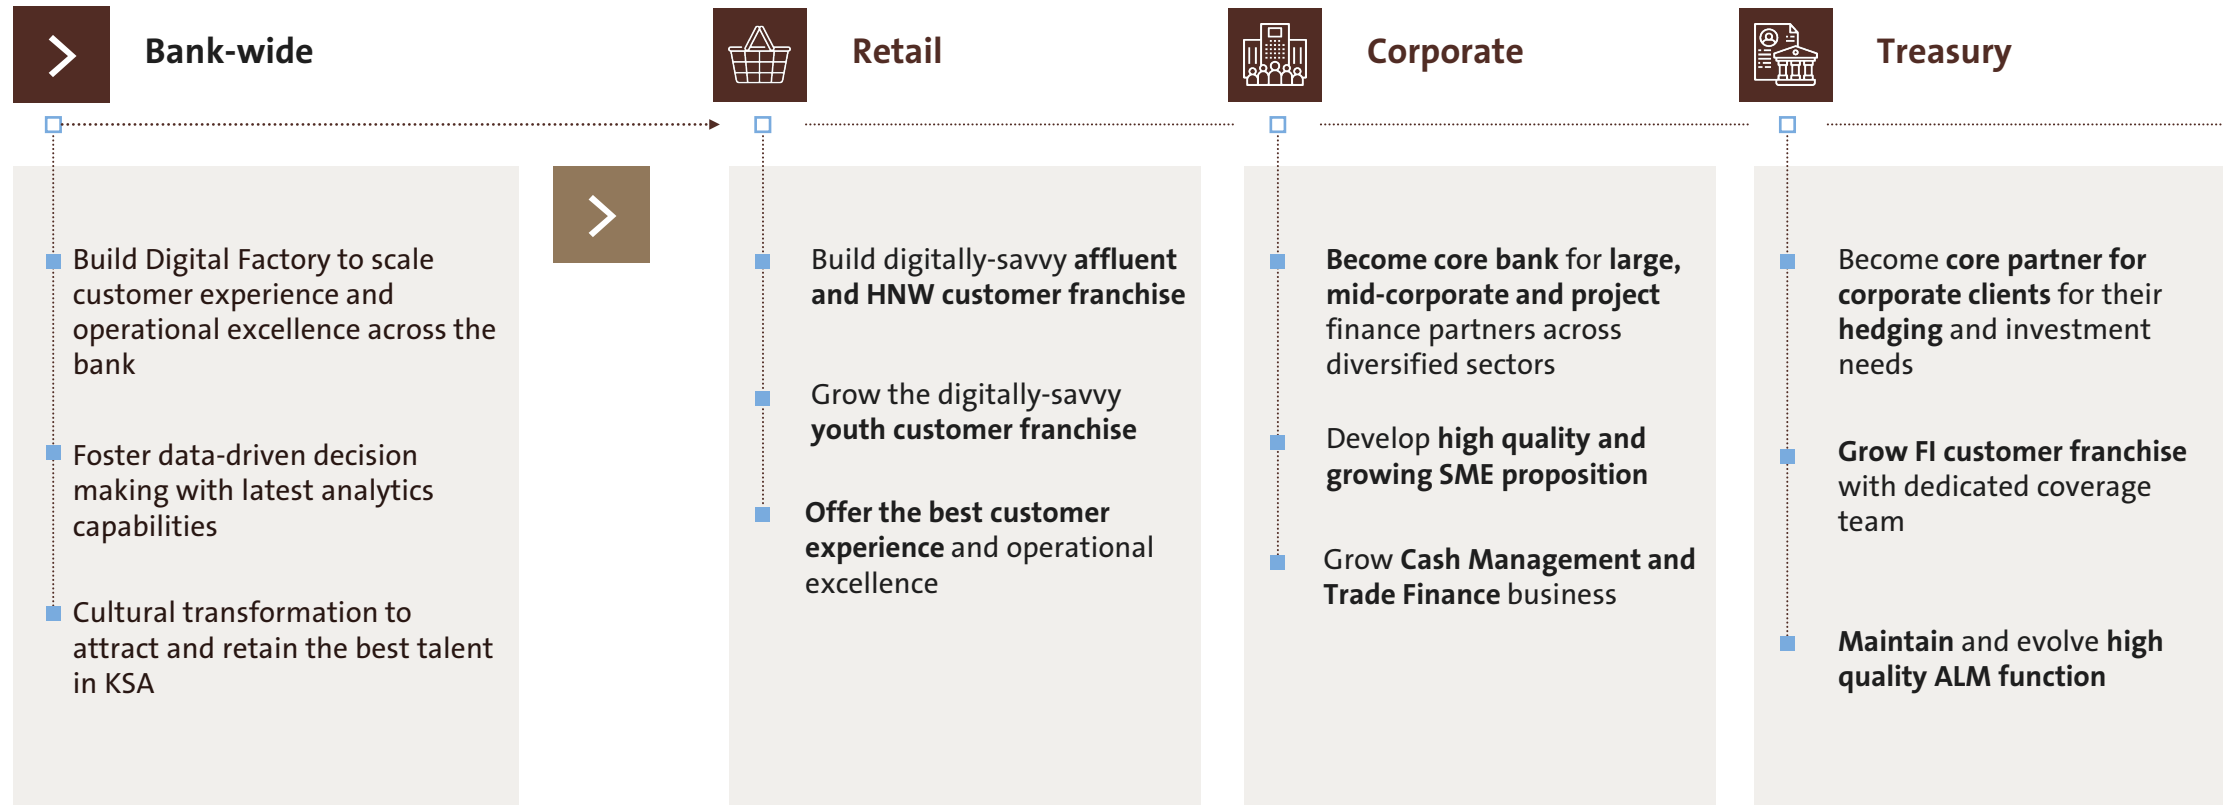 Bank-wide
Build Digital Factory to scale
customer experience and
operational excellence across the
bank
Foster data-driven decision
making with latest analytics
capabilities
Cultural transformation to
attract and retain the best talent
in KSA
Retail
Build digitally-savvy affluent
and HNW customer franchise
Grow the digitally-savvy
youth customer franchise
Offer the best customer
experience and operational
excellence
Corporate
Become core bank for large,
mid-corporate and project
finance partners across
diversified sectors
Develop high quality and
growing SME proposition
Grow Cash Management and
Trade Finance business
Treasury
Become core partner for
corporate clients for their
hedging and investment
needs
Grow FI customer franchise
with dedicated coverage
team
Maintain and evolve high
quality ALM function